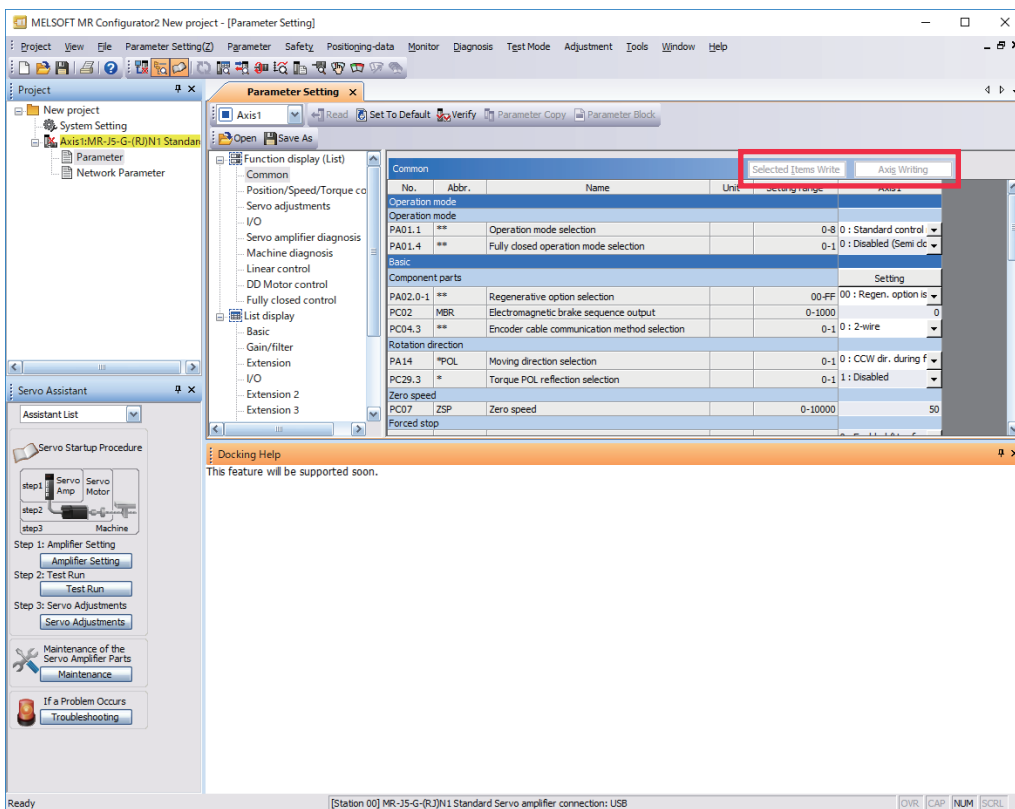 MELSOFT MR Configurator2 New project - [Parameter Setting]
Project View File Parameter Setting(Z) Parameter Safety Positioning-data Monitor Diagnosis Test Mode Adjustment Tools Window Help
Project
New project
System Setting
Axis1:MR-J5-G-(RJ)N1 Standar
Parameter
Network Parameter
Servo Assistant
Assistant List
Servo Startup Procedure
step1
Servo Amp
Servo Motor
step2
step3
Machine
Step 1: Amplifier Setting
Amplifier Setting
Step 2: Test Run
Test Run
Step 3: Servo Adjustments
Servo Adjustments
Maintenance of the
Servo Amplifier Parts
Maintenance
If a Problem Occurs
Troubleshooting
Parameter Setting
Axis1 Read Set To Default Verify Parameter Copy Parameter Block
Open Save As
Function display (List)
Common
Position/Speed/Torque co
Servo adjustments
I/O
Servo amplifier diagnosis
Machine diagnosis
Linear control
DD Motor control
Fully closed control
List display
Basic
Gain/filter
Extension
I/O
Extension 2
Extension 3
Common Selected Items Write Axis Writing
No. Abbr. Name Unit Setting range Axis1
Operation mode
Operation mode
PA01.1 ** Operation mode selection 0-8 0 : Standard control
PA01.4 ** Fully closed operation mode selection 0-1 0 : Disabled (Semi clo
Basic
Component parts Setting
PA02.0-1 ** Regenerative option selection 00-FF 00 : Regen. option is
PC02 MBR Electromagnetic brake sequence output 0-1000 0
PC04.3 ** Encoder cable communication method selection 0-1 0 : 2-wire
Rotation direction
PA14 *POL Moving direction selection 0-1 0 : CCW dir. during f
PC29.3 * Torque POL reflection selection 0-1 1 : Disabled
Zero speed
PC07 ZSP Zero speed 0-10000 50
Forced stop
Docking Help
This feature will be supported soon.
Ready [Station 00] MR-J5-G-(RJ)N1 Standard Servo amplifier connection: USB OVR CAP NUM SCRL